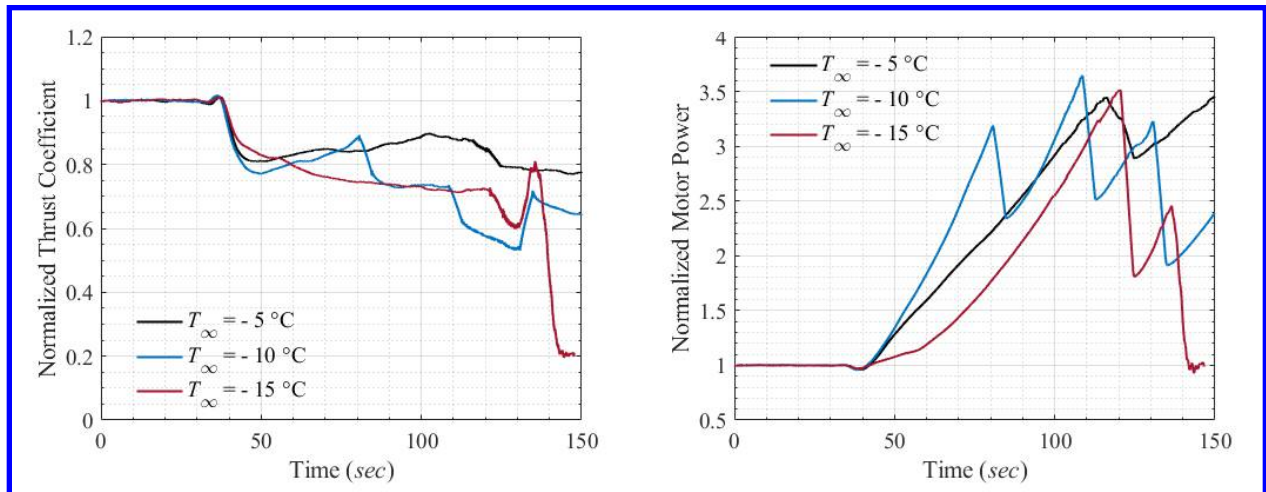 1.2
1
0.8
0.6
0.4
0.2
0
Normalized Thrust Coefficient
T∞ = - 5 °C
T∞ = - 10 °C
T∞ = - 15 °C
0
50
100
150
Time (sec)
4
3.5
3
2.5
2
1.5
1
0.5
Normalized Motor Power
T∞ = - 5 °C
T∞ = - 10 °C
T∞ = - 15 °C
0
50
100
150
Time (sec)